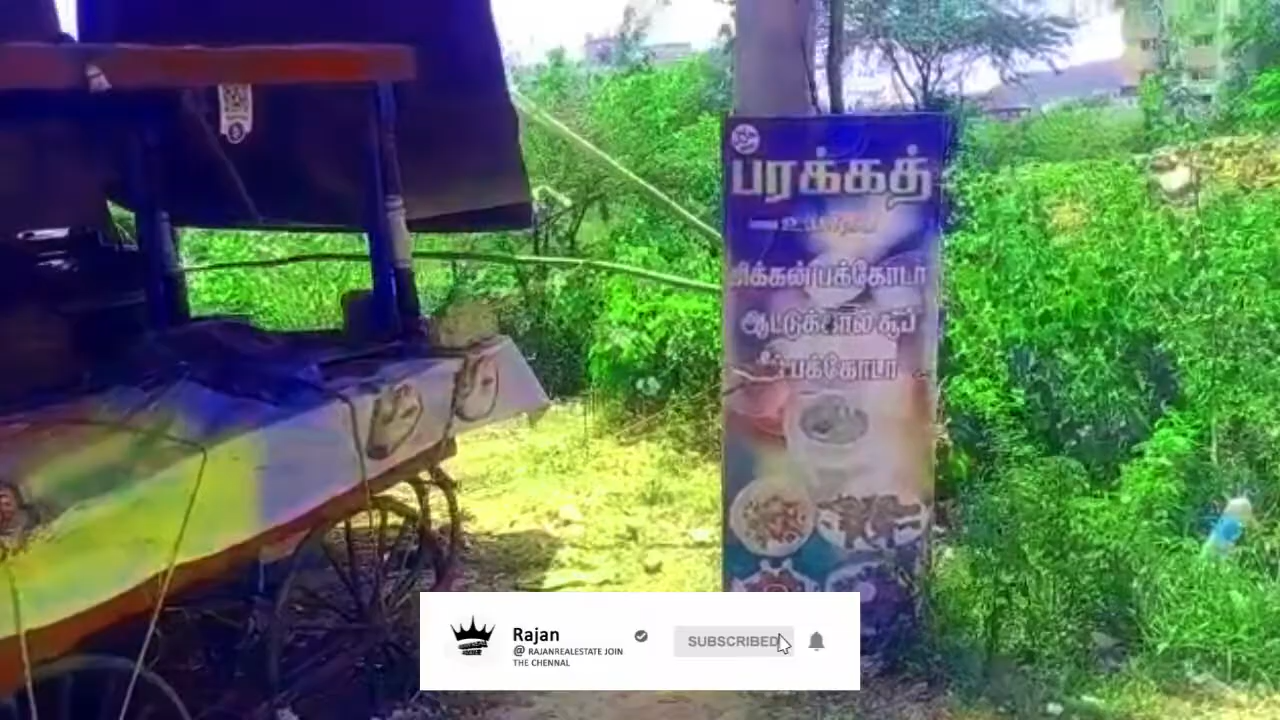 பரக்கத்
சிக்கன் பக்கோடா
ஆட்டுக்கால் சூப்
பக்கோடா
Rajan
@ RAJANREALESTATE JOIN
THE CHENNAL
SUBSCRIBED